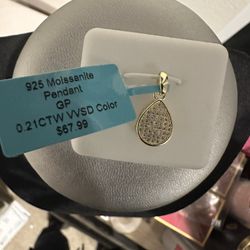 925 Moissanite
Pendant
GP
0.21CTW VVSD Color
$67.99